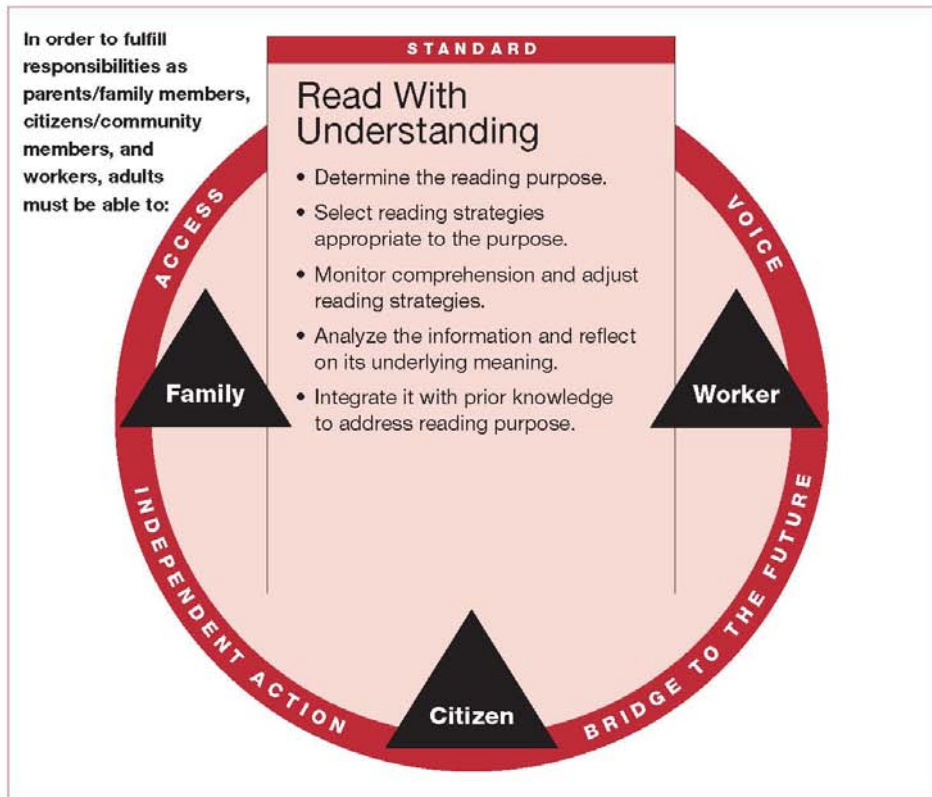 In order to fulfill
responsibilities as
parents/family members,
citizens/community
members, and
workers, adults
must be able to:
STANDARD
Read With
Understanding
• Determine the reading purpose.
• Select reading strategies
appropriate to the purpose.
• Monitor comprehension and adjust
reading strategies.
• Analyze the information and reflect
on its underlying meaning.
• Integrate it with prior knowledge
to address reading purpose.
ACCESS
VOICE
Family
Worker
INDEPENDENT ACTION
BRIDGE TO THE FUTURE
Citizen